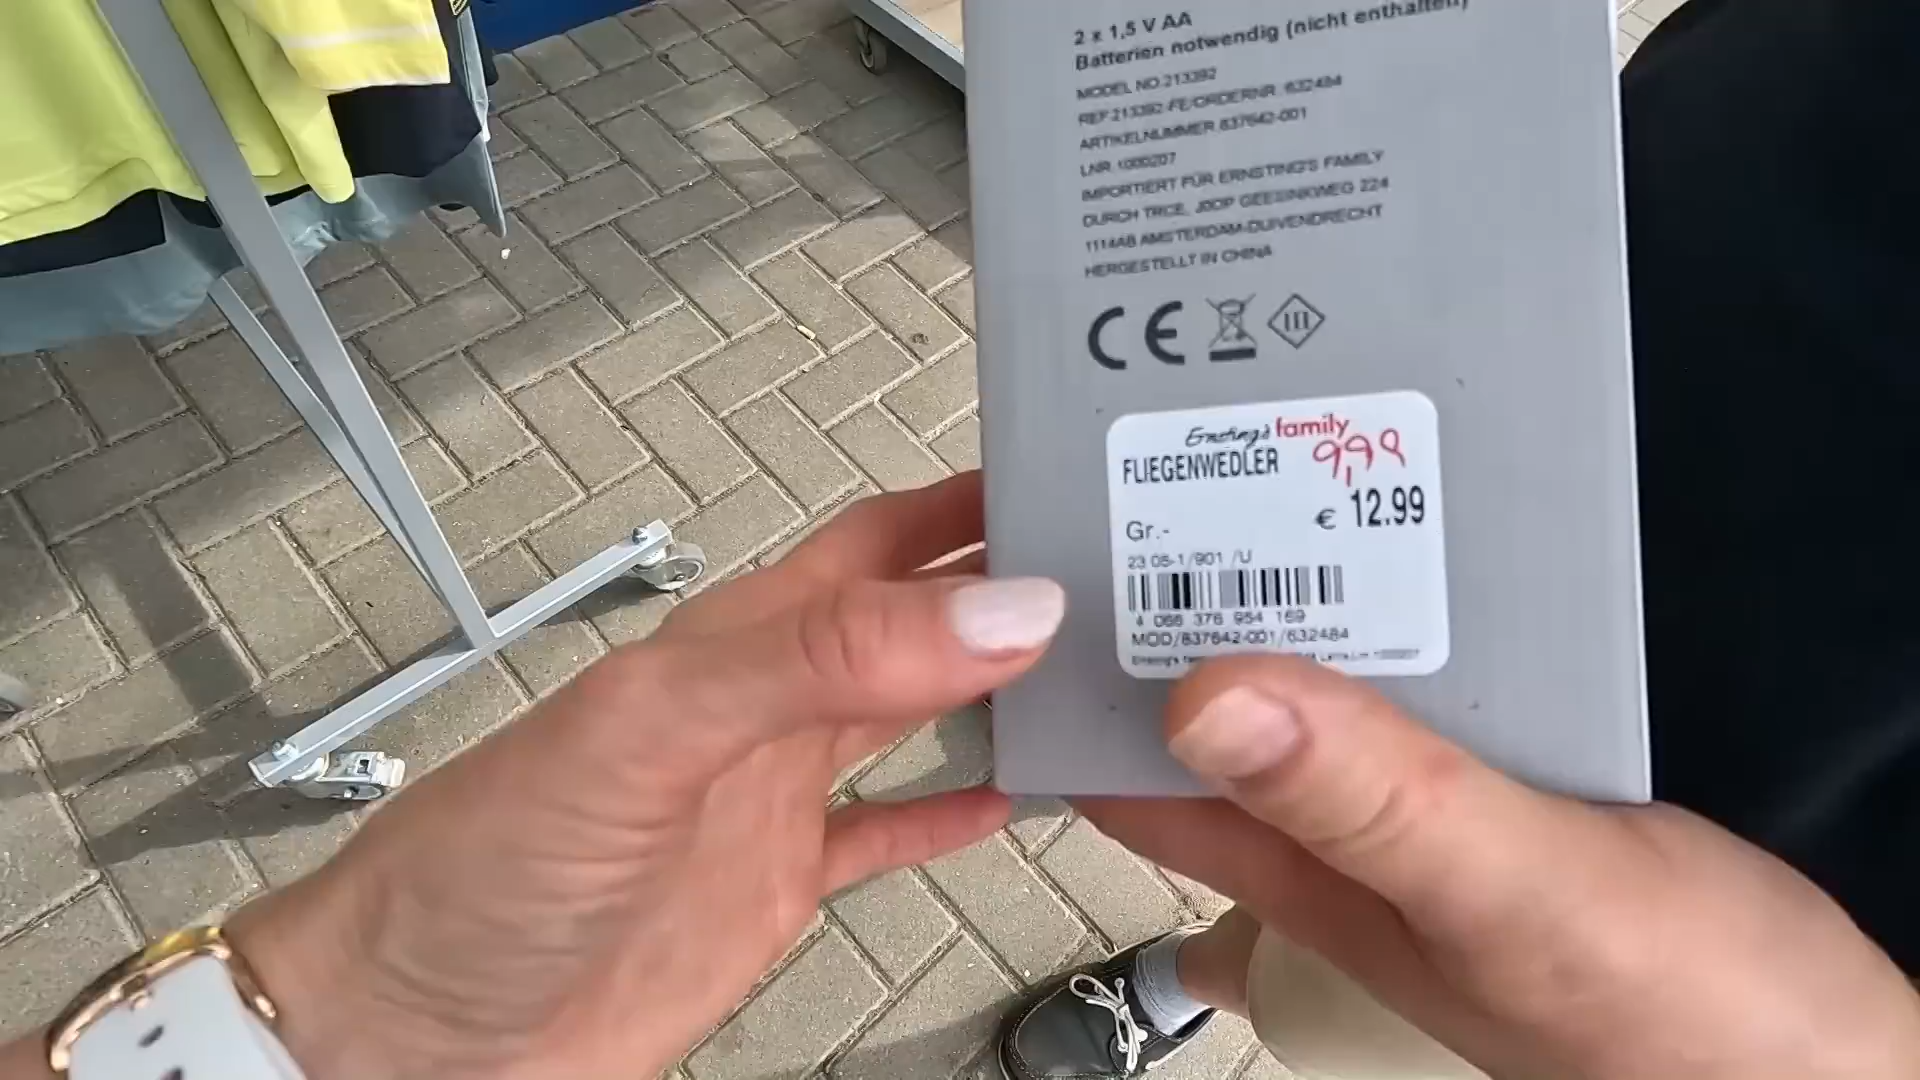 2 x 1,5 V AA
Batterien notwendig (nicht enthalten)
MODEL NO:213392
REF:213392-FE/ORDERNR. 632484
ARTIKELNUMMER 837642-001
LNR. 1000207
IMPORTIERT FÜR ERNSTING'S FAMILY
DURCH TRCE, JOOP GEESINKWEG 224
1114AB AMSTERDAM-DUIVENDRECHT
HERGESTELLT IN CHINA
CE
III
Ernsting's family
FLIEGENWEDLER 9,99
€ 12.99
Gr.-
23 05-1/901 /U
4 066 376 954 169
MOD/837642-001/632484